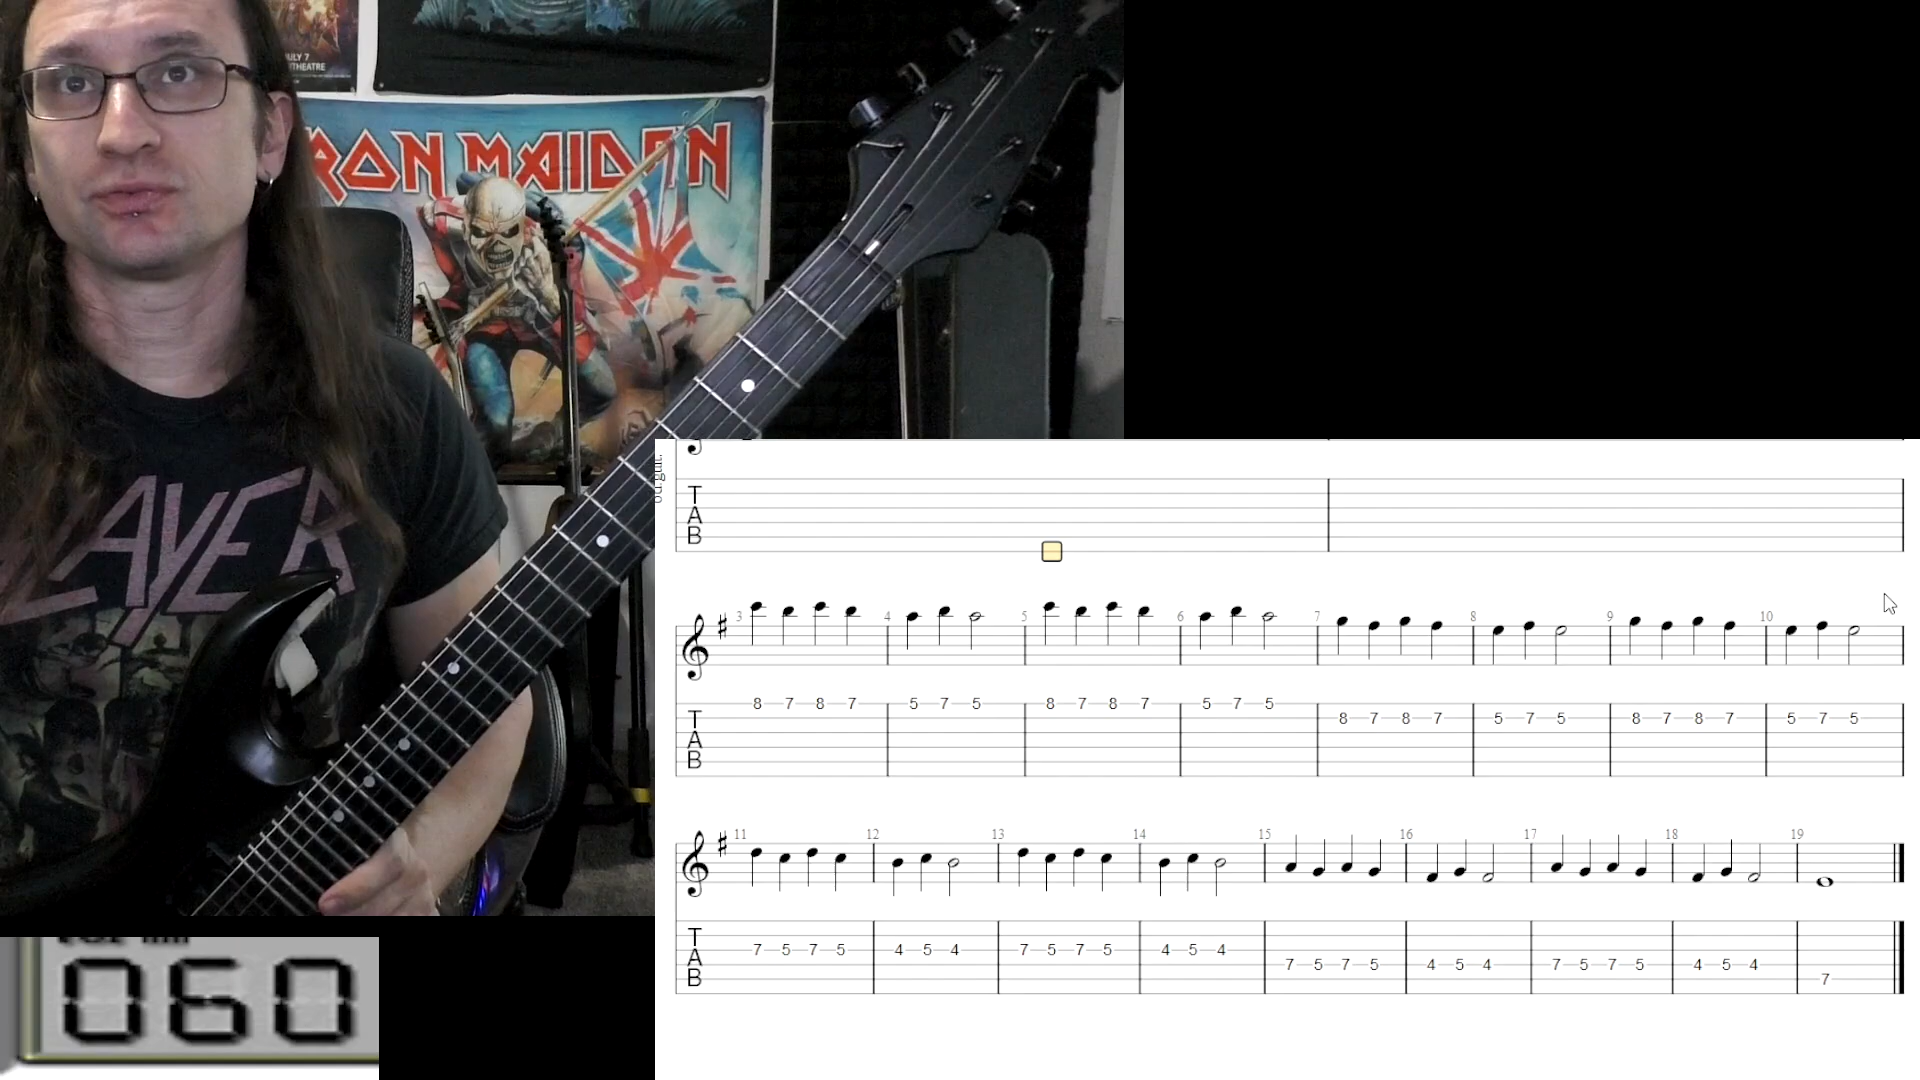 JULY 7
THEATRE
IRON MAIDEN
SLAYER
od.guit.
T
A
B
3 4 5 6 7 8 9 10
8 7 8 7 5 7 5 8 7 8 7 5 7 5 8 7 8 7 5 7 5 8 7 8 7 5 7 5
T
A
B
11 12 13 14 15 16 17 18 19
7 5 7 5 4 5 4 7 5 7 5 4 5 4 7 5 7 5 4 5 4 7 5 7 5 4 5 4 7
T
A
B
060